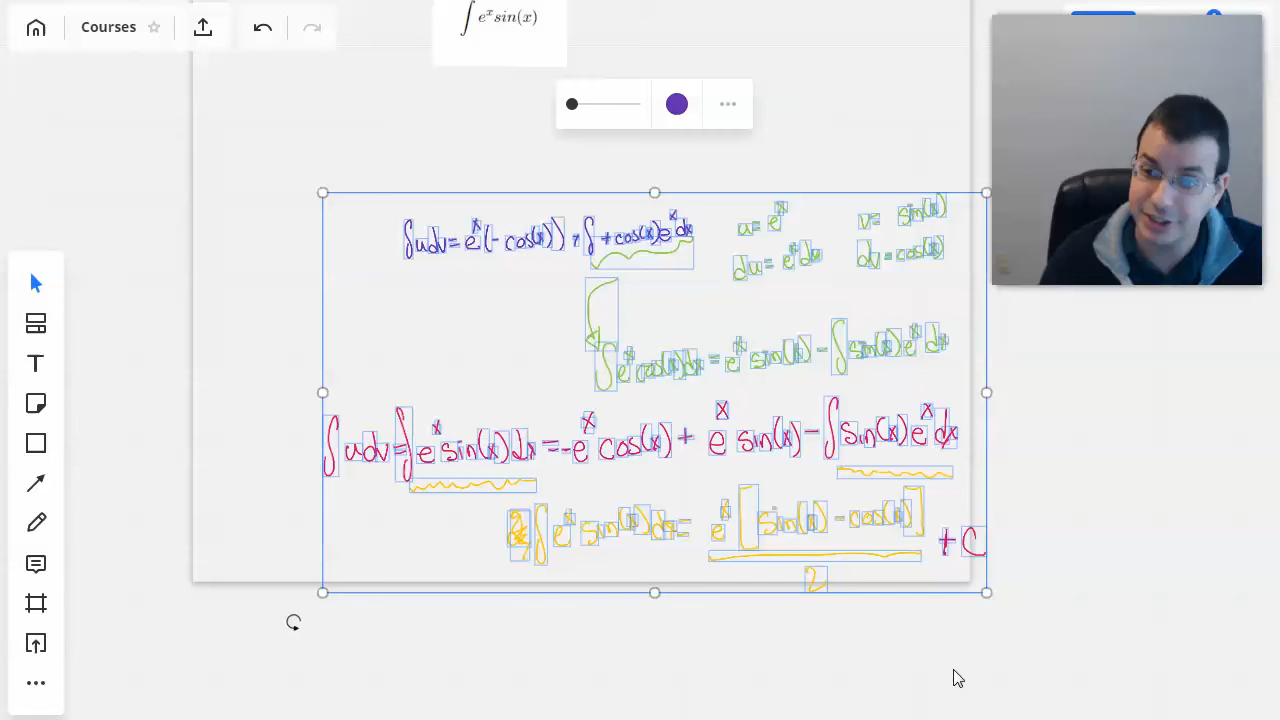 Courses
∫ e^x sin(x)
∫udv = e^x(-cos(x)) + ∫+cos(x)e^x dx
u = e^x v = sin(x)
du = e^x dx dv = cos(x)
∫e^x cos(x)dx = e^x sin(x) - ∫sin(x)e^x dx
∫udv = ∫e^x sin(x)dx = -e^x cos(x) + e^x sin(x) - ∫sin(x)e^x dx
∫e^x sin(x)dx = e^x [sin(x) - cos(x)] + C
2
T